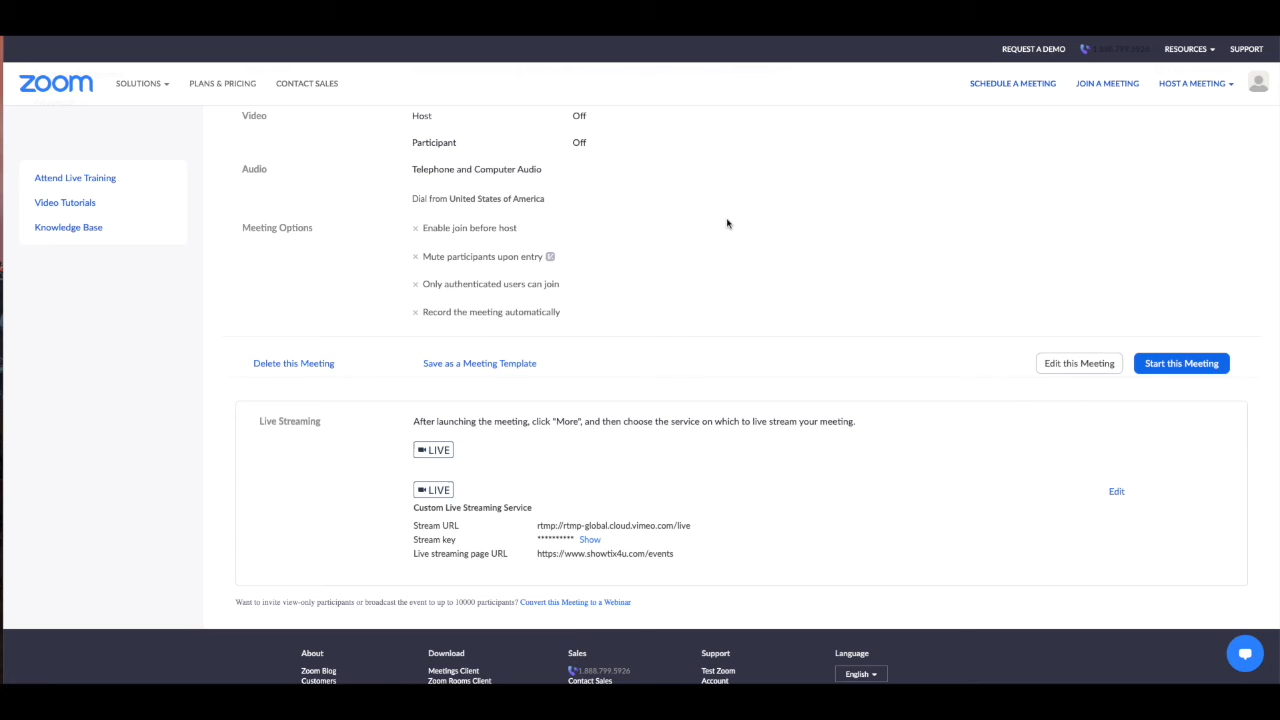 REQUEST A DEMO 1.888.799.5926 RESOURCES SUPPORT
zoom SOLUTIONS PLANS & PRICING CONTACT SALES SCHEDULE A MEETING JOIN A MEETING HOST A MEETING
Attend Live Training
Video Tutorials
Knowledge Base
Video Host Off
Participant Off
Audio Telephone and Computer Audio
Dial from United States of America
Meeting Options × Enable join before host
× Mute participants upon entry
× Only authenticated users can join
× Record the meeting automatically
Delete this Meeting Save as a Meeting Template Edit this Meeting Start this Meeting
Live Streaming After launching the meeting, click "More", and then choose the service on which to live stream your meeting.
LIVE
LIVE
Edit
Custom Live Streaming Service
Stream URL rtmp://rtmp-global.cloud.vimeo.com/live
Stream key ********** Show
Live streaming page URL https://www.showtix4u.com/events
Want to invite view-only participants or broadcast the event to up to 10000 participants? Convert this Meeting to a Webinar
About Download Sales Support Language
Zoom Blog Meetings Client 1.888.799.5926 Test Zoom English
Customers Zoom Rooms Client Contact Sales Account